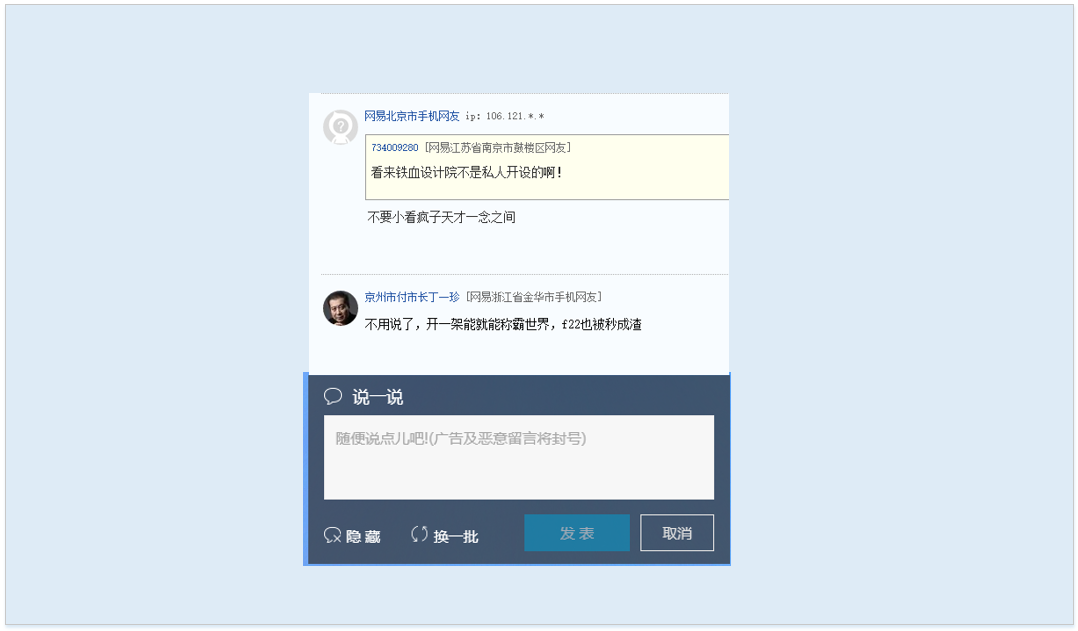 网易北京市手机网友 ip: 106.121.*.*
734009280 [网易江苏省南京市鼓楼区网友]
看来铁血设计院不是私人开设的啊!
不要小看疯子天才一念之间
京州市付市长丁一珍 [网易浙江省金华市手机网友]
不用说了，开一架能就能称霸世界，f22也被秒成渣
说一说
随便说点儿吧!(广告及恶意留言将封号)
隐藏 换一批 发表 取消